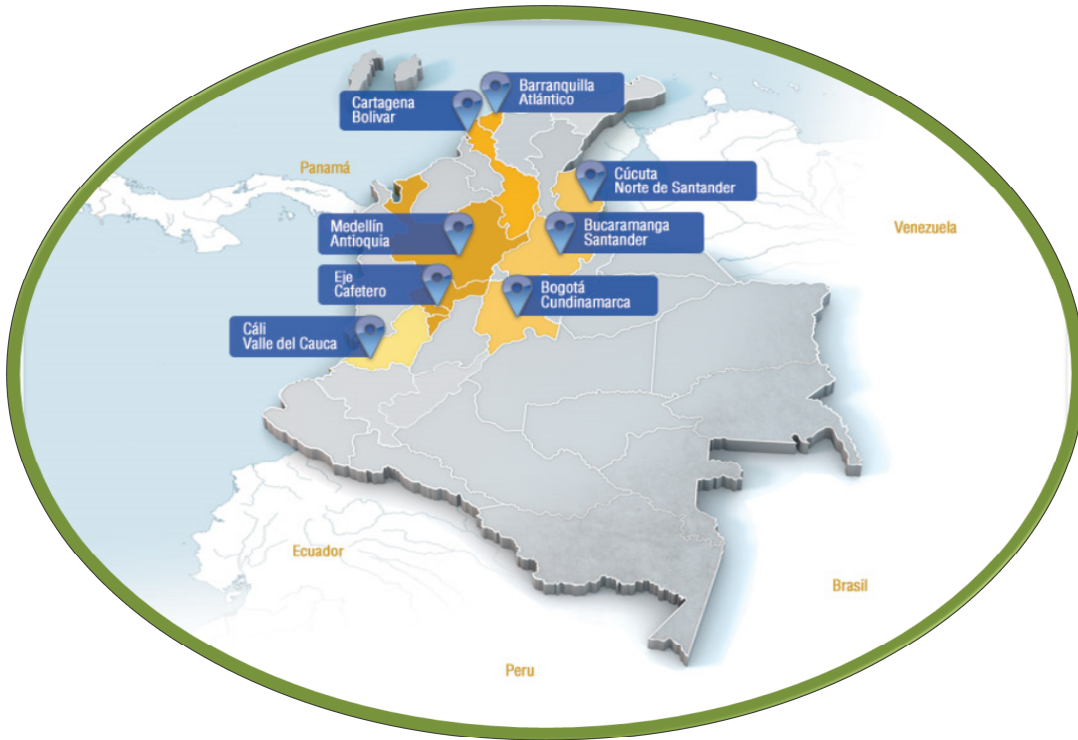 Barranquilla
Atlántico
Cartagena
Bolivar
Panamá
Cúcuta
Norte de Santander
Medellín
Antioquia
Bucaramanga
Santander
Venezuela
Eje
Cafetero
Bogotá
Cundinamarca
Cáli
Valle del Cauca
Ecuador
Brasil
Peru